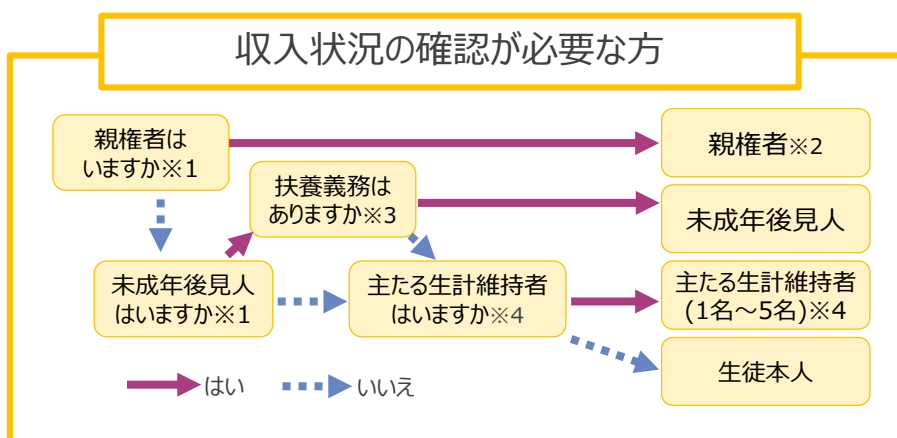 収入状況の確認が必要な方
親権者は
いますか※1
親権者※2
扶養義務は
ありますか※3
未成年後見人
未成年後見人
はいますか※1
主たる生計維持者
はいますか※4
主たる生計維持者
(1名～5名)※4
生徒本人
はい
いいえ